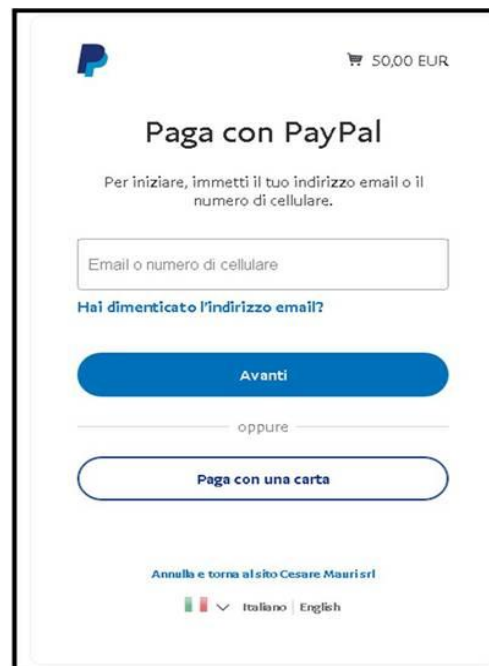 50,00 EUR
Paga con PayPal
Per iniziare, immetti il tuo indirizzo email o il
numero di cellulare.
Email o numero di cellulare
Hai dimenticato l'indirizzo email?
Avanti
oppure
Paga con una carta
Annulla e torna al sito Cesare Mauri srl
Italiano | English